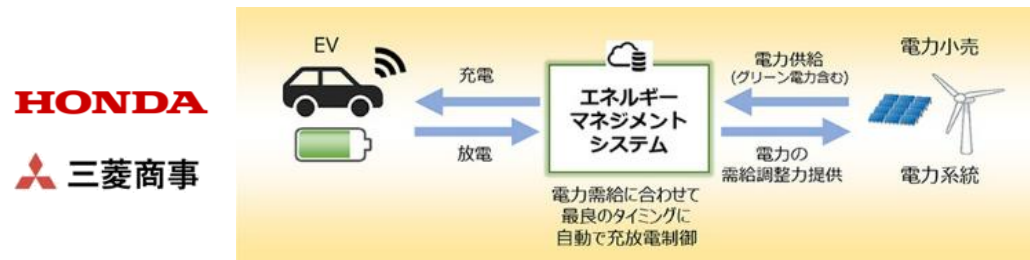 HONDA
三菱商事
EV
充電
放電
エネルギー
マネジメント
システム
電力需給に合わせて
最良のタイミングに
自動で充放電制御
電力供給
(グリーン電力含む)
電力の
需給調整力提供
電力小売
電力系統